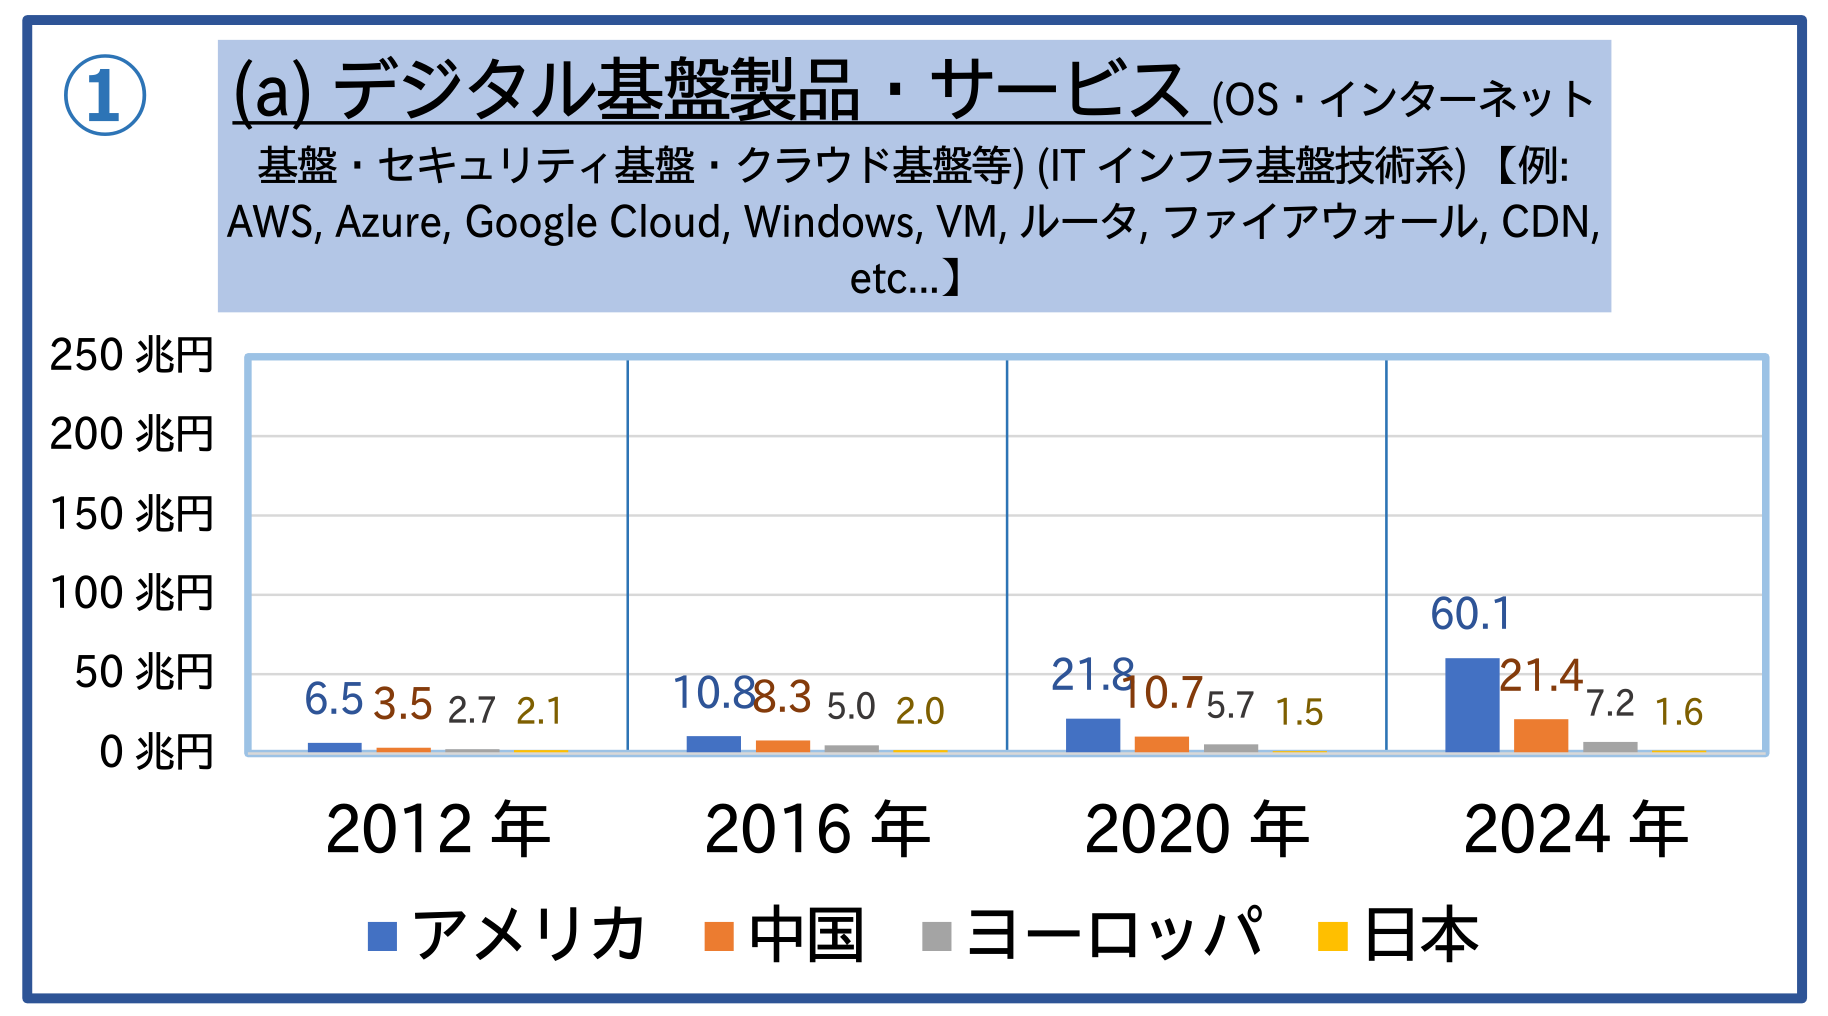 ①
(a) デジタル基盤製品・サービス (OS・インターネット
基盤・セキュリティ基盤・クラウド基盤等) (IT インフラ基盤技術系) 【例:
AWS, Azure, Google Cloud, Windows, VM, ルータ, ファイアウォール, CDN,
etc...】
250 兆円
200 兆円
150 兆円
100 兆円
50 兆円
0 兆円
6.5 3.5 2.7 2.1
10.8 8.3 5.0 2.0
21.8 10.7 5.7 1.5
60.1 21.4 7.2 1.6
2012 年 2016 年 2020 年 2024 年
アメリカ 中国 ヨーロッパ 日本